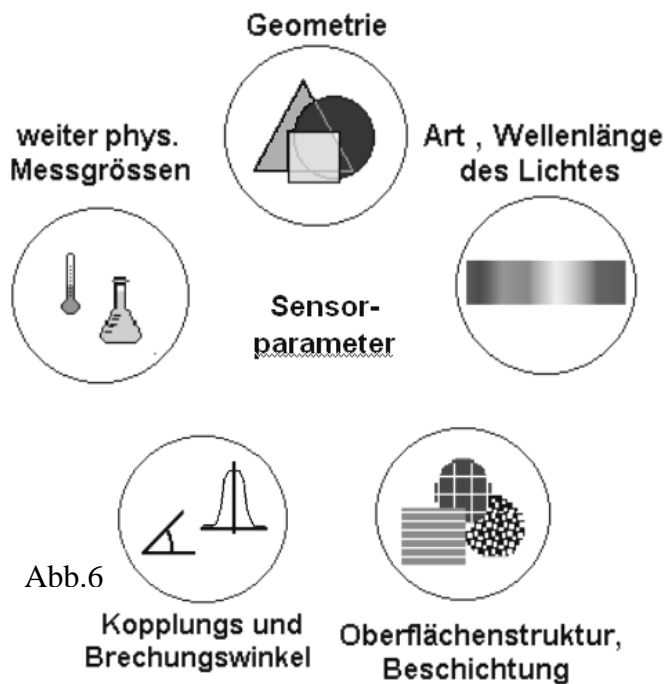 Geometrie
weiter phys.
Messgrössen
Art , Wellenlänge
des Lichtes
Sensor-
parameter
Abb.6
Kopplungs und
Brechungswinkel
Oberflächenstruktur,
Beschichtung